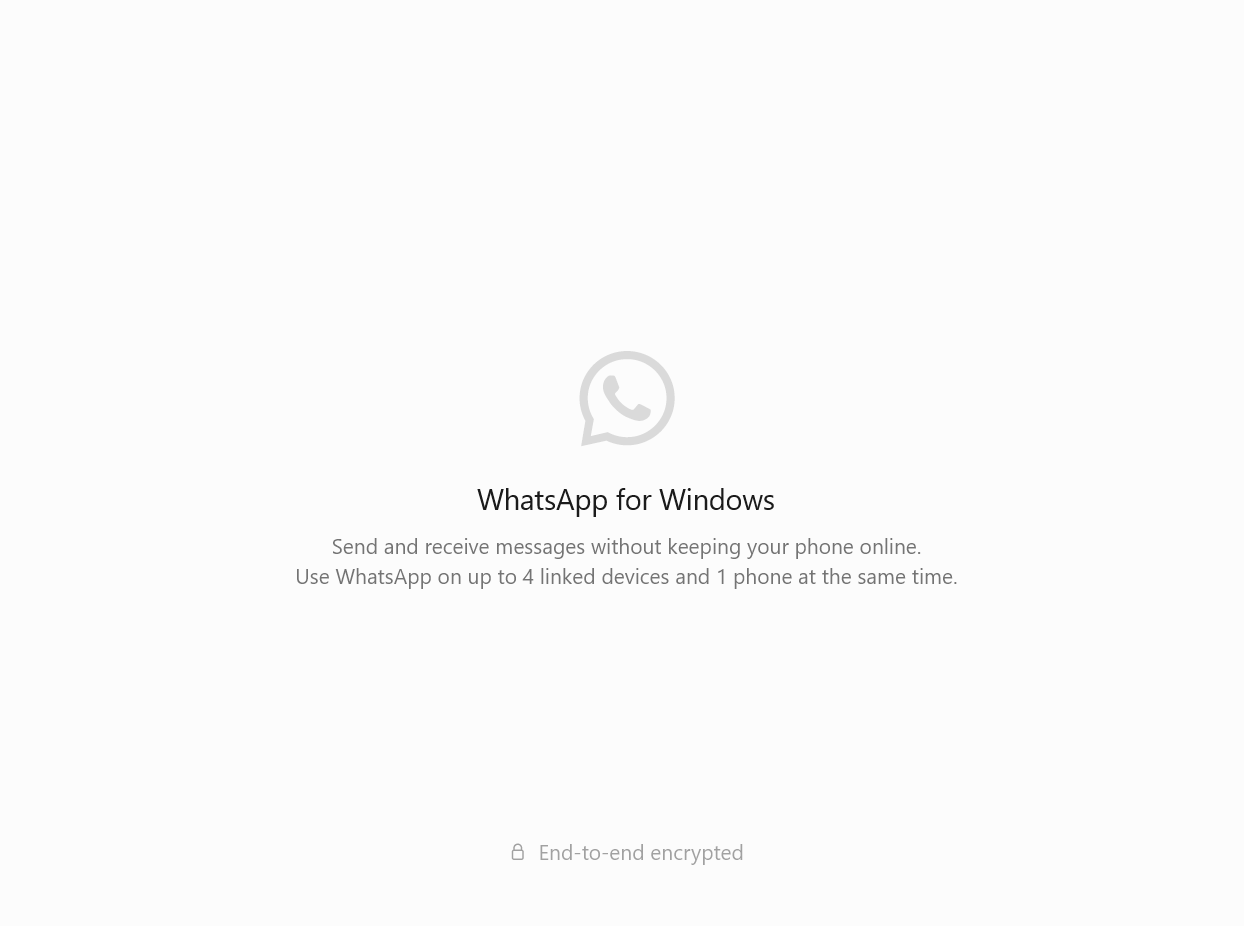 WhatsApp for Windows
Send and receive messages without keeping your phone online.
Use WhatsApp on up to 4 linked devices and 1 phone at the same time.
End-to-end encrypted